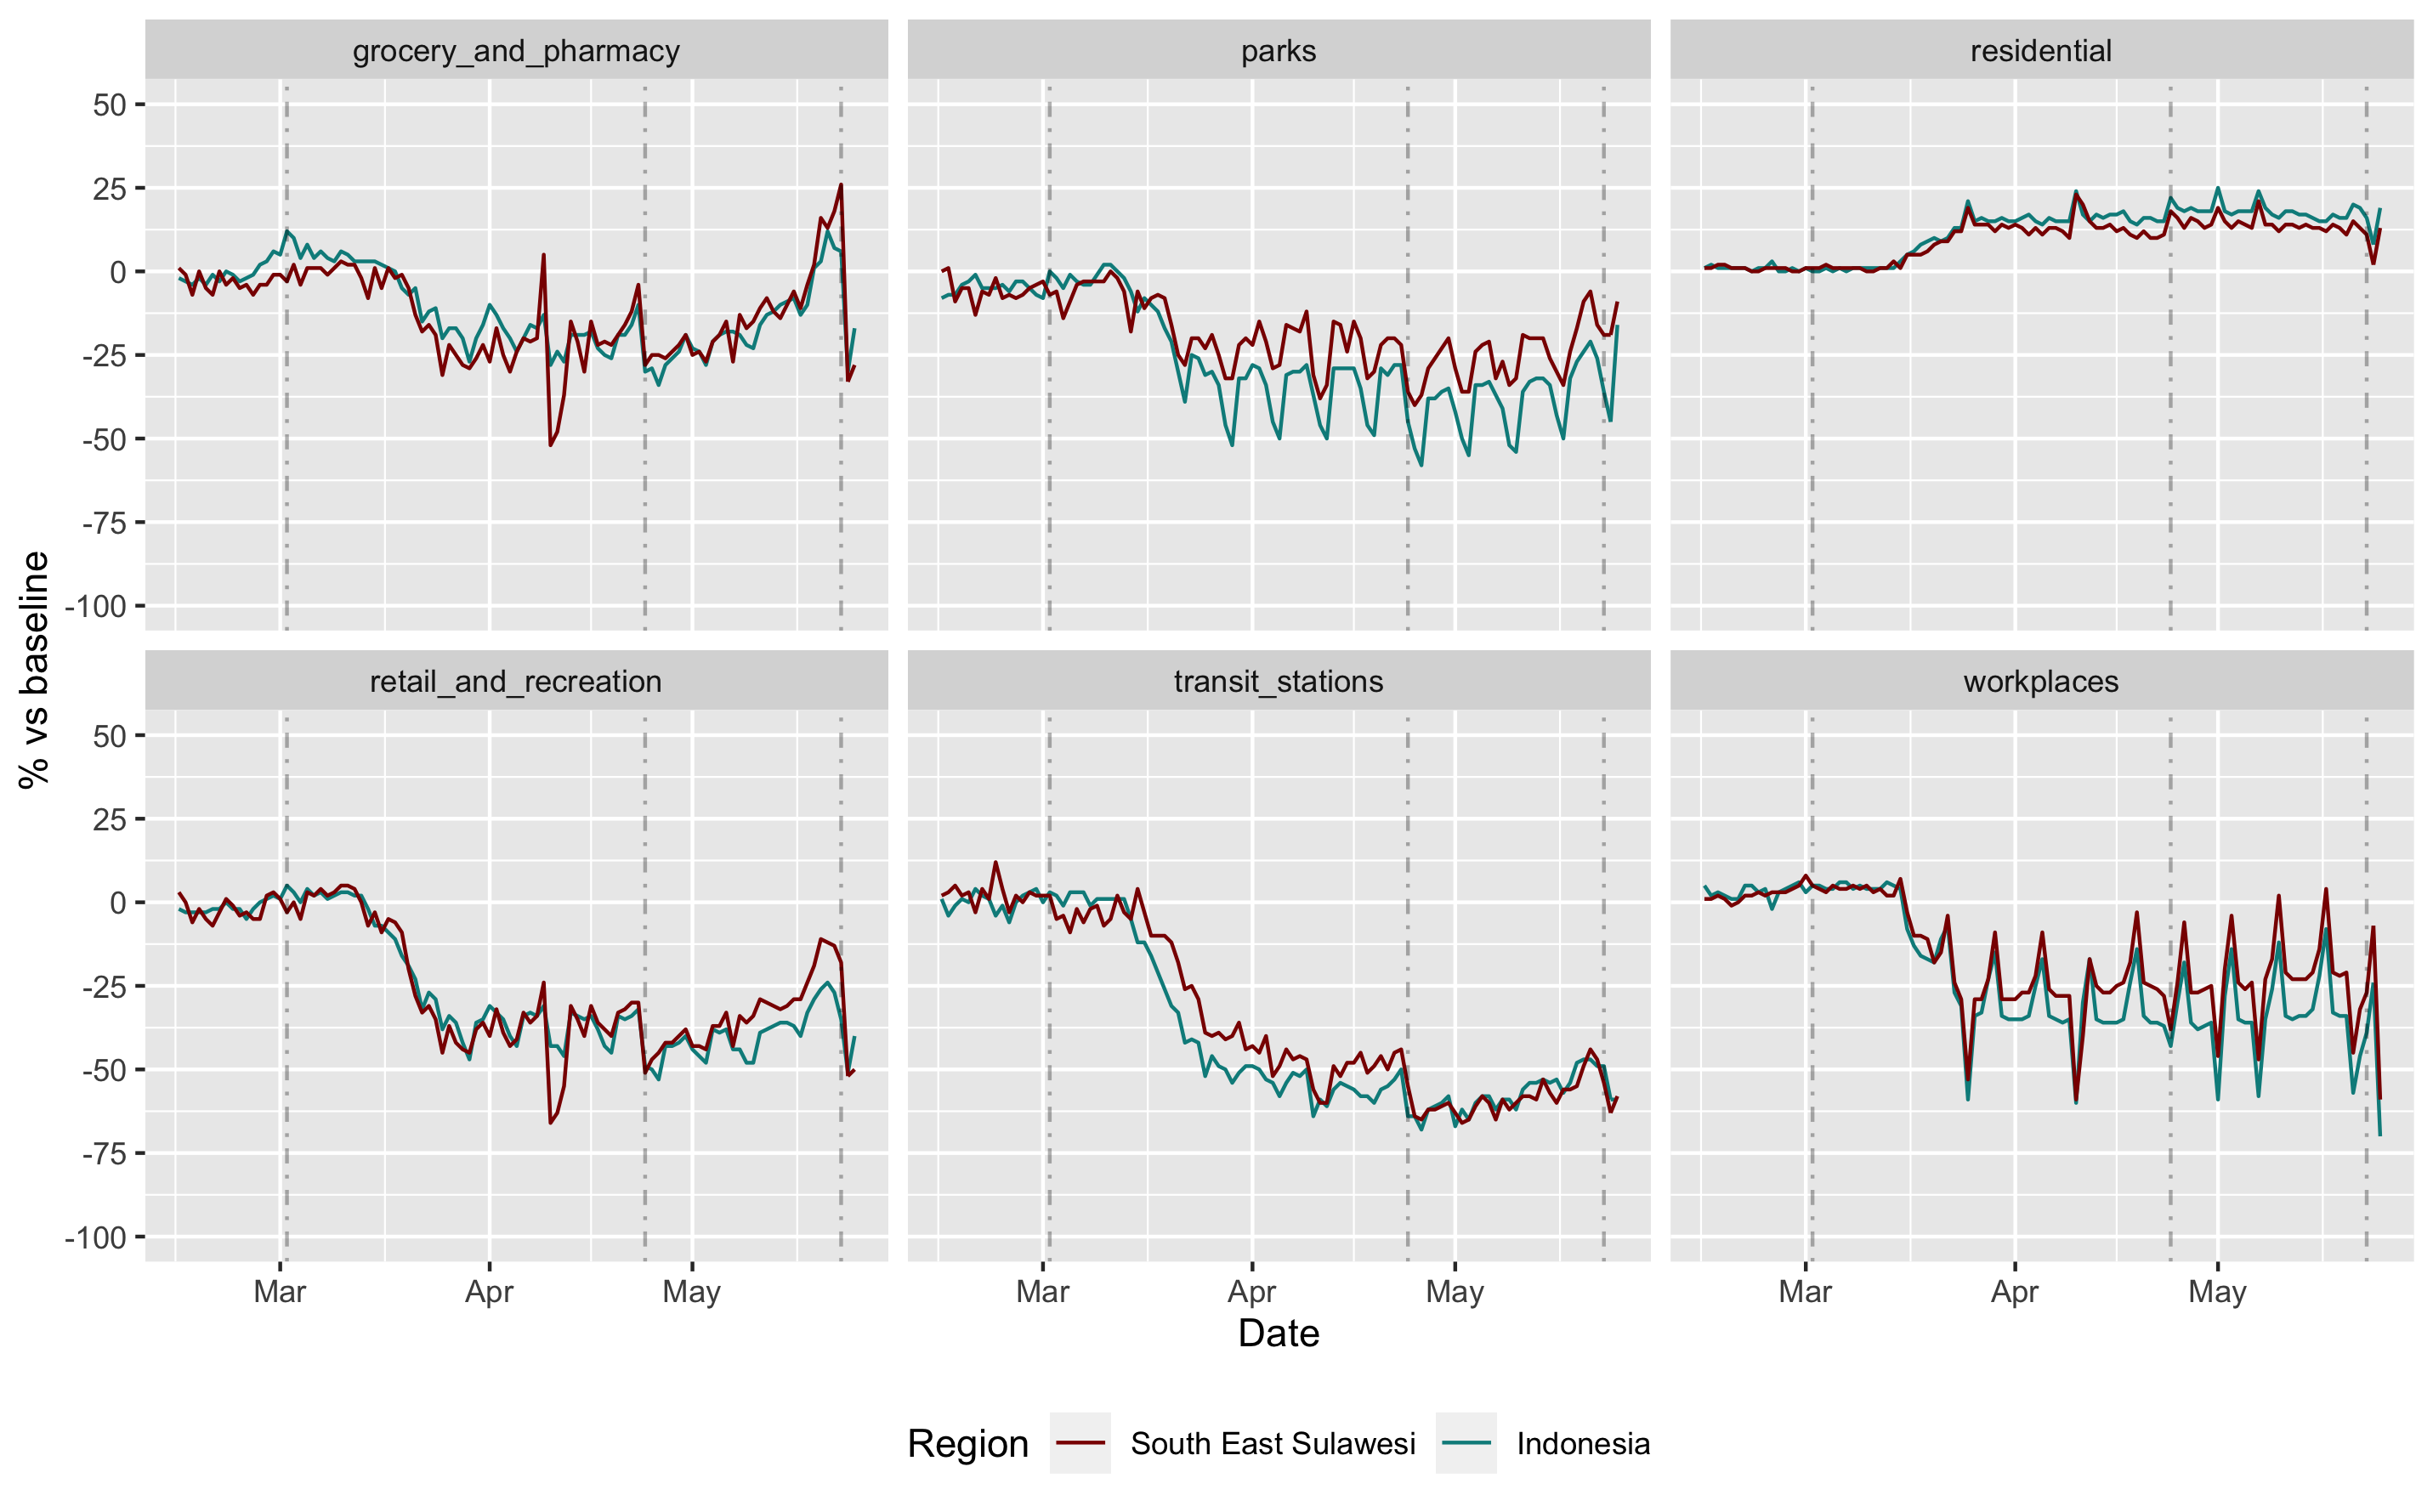 grocery_and_pharmacy
parks
residential
50
25
0
-25
-50
-75
-100
% vs baseline
retail_and_recreation
transit_stations
workplaces
50
25
0
-25
-50
-75
-100
Mar Apr May
Mar Apr May
Mar Apr May
Date
Region South East Sulawesi Indonesia